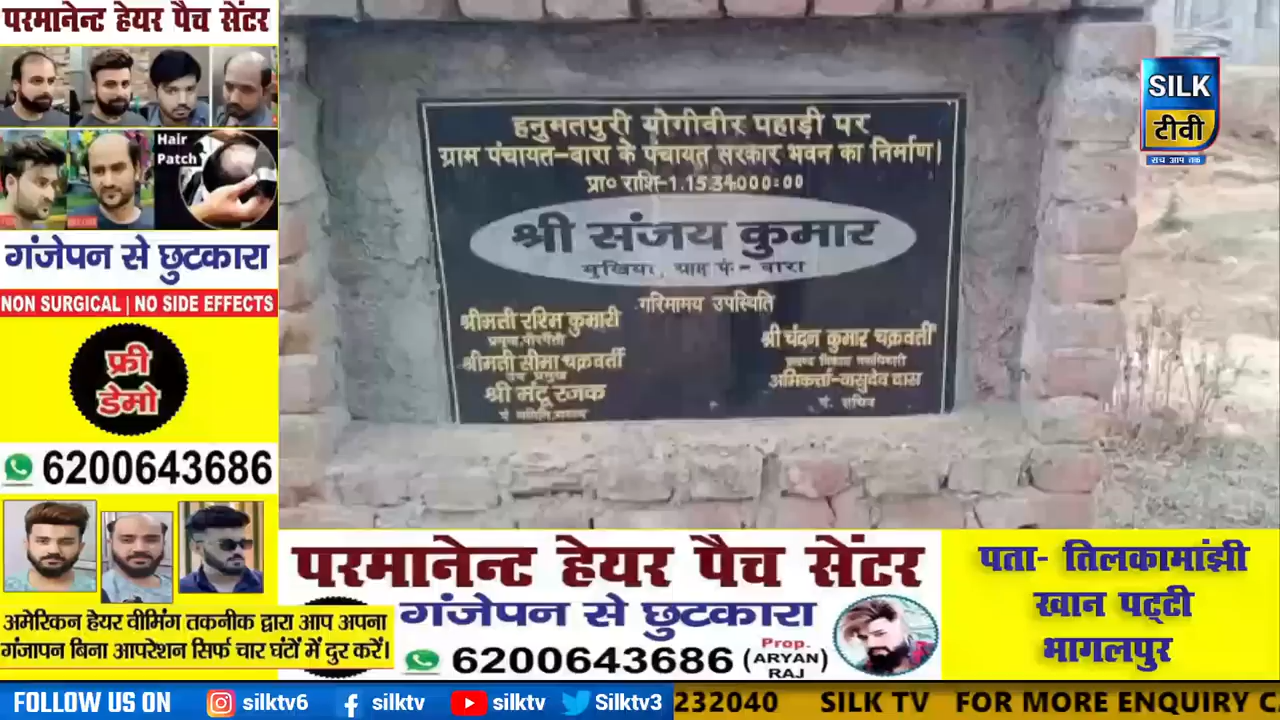 परमानेन्ट हेयर पैच सेंटर
Hair
Patch
गंजेपन से छुटकारा
NON SURGICAL | NO SIDE EFFECTS
फ्री
डेमो
6200643686
अमेरिकन हेयर वीमिंग तकनीक द्वारा आप अपना
गंजापन बिना आपरेशन सिर्फ चार घंटों में दुर करें।
हनुमतपुरी योगीवीर पहाड़ी पर
ग्राम पंचायत-बारा के पंचायत सरकार भवन का निर्माण।
प्रा० राशि-1.1534000=00
श्री संजय कुमार
मुखिया, ग्राम पं०- बारा
गरिमामय उपस्थिति
श्रीमती रश्मि कुमारी
श्रीमती सीमा चक्रवर्ती
श्री मंटू रजक
श्री चंदन कुमार चक्रवर्ती
अभिकर्त्ता-वासुदेव दास
पं. सचिव
SILK
टीवी
सच आप तक
परमानेन्ट हेयर पैच सेंटर
गंजेपन से छुटकारा
6200643686
Prop.
(ARYAN RAJ)
पता- तिलकामांझी
खान पट्टी
भागलपुर
FOLLOW US ON silktv6 silktv silktv Silktv3
232040 SILK TV FOR MORE ENQUIRY